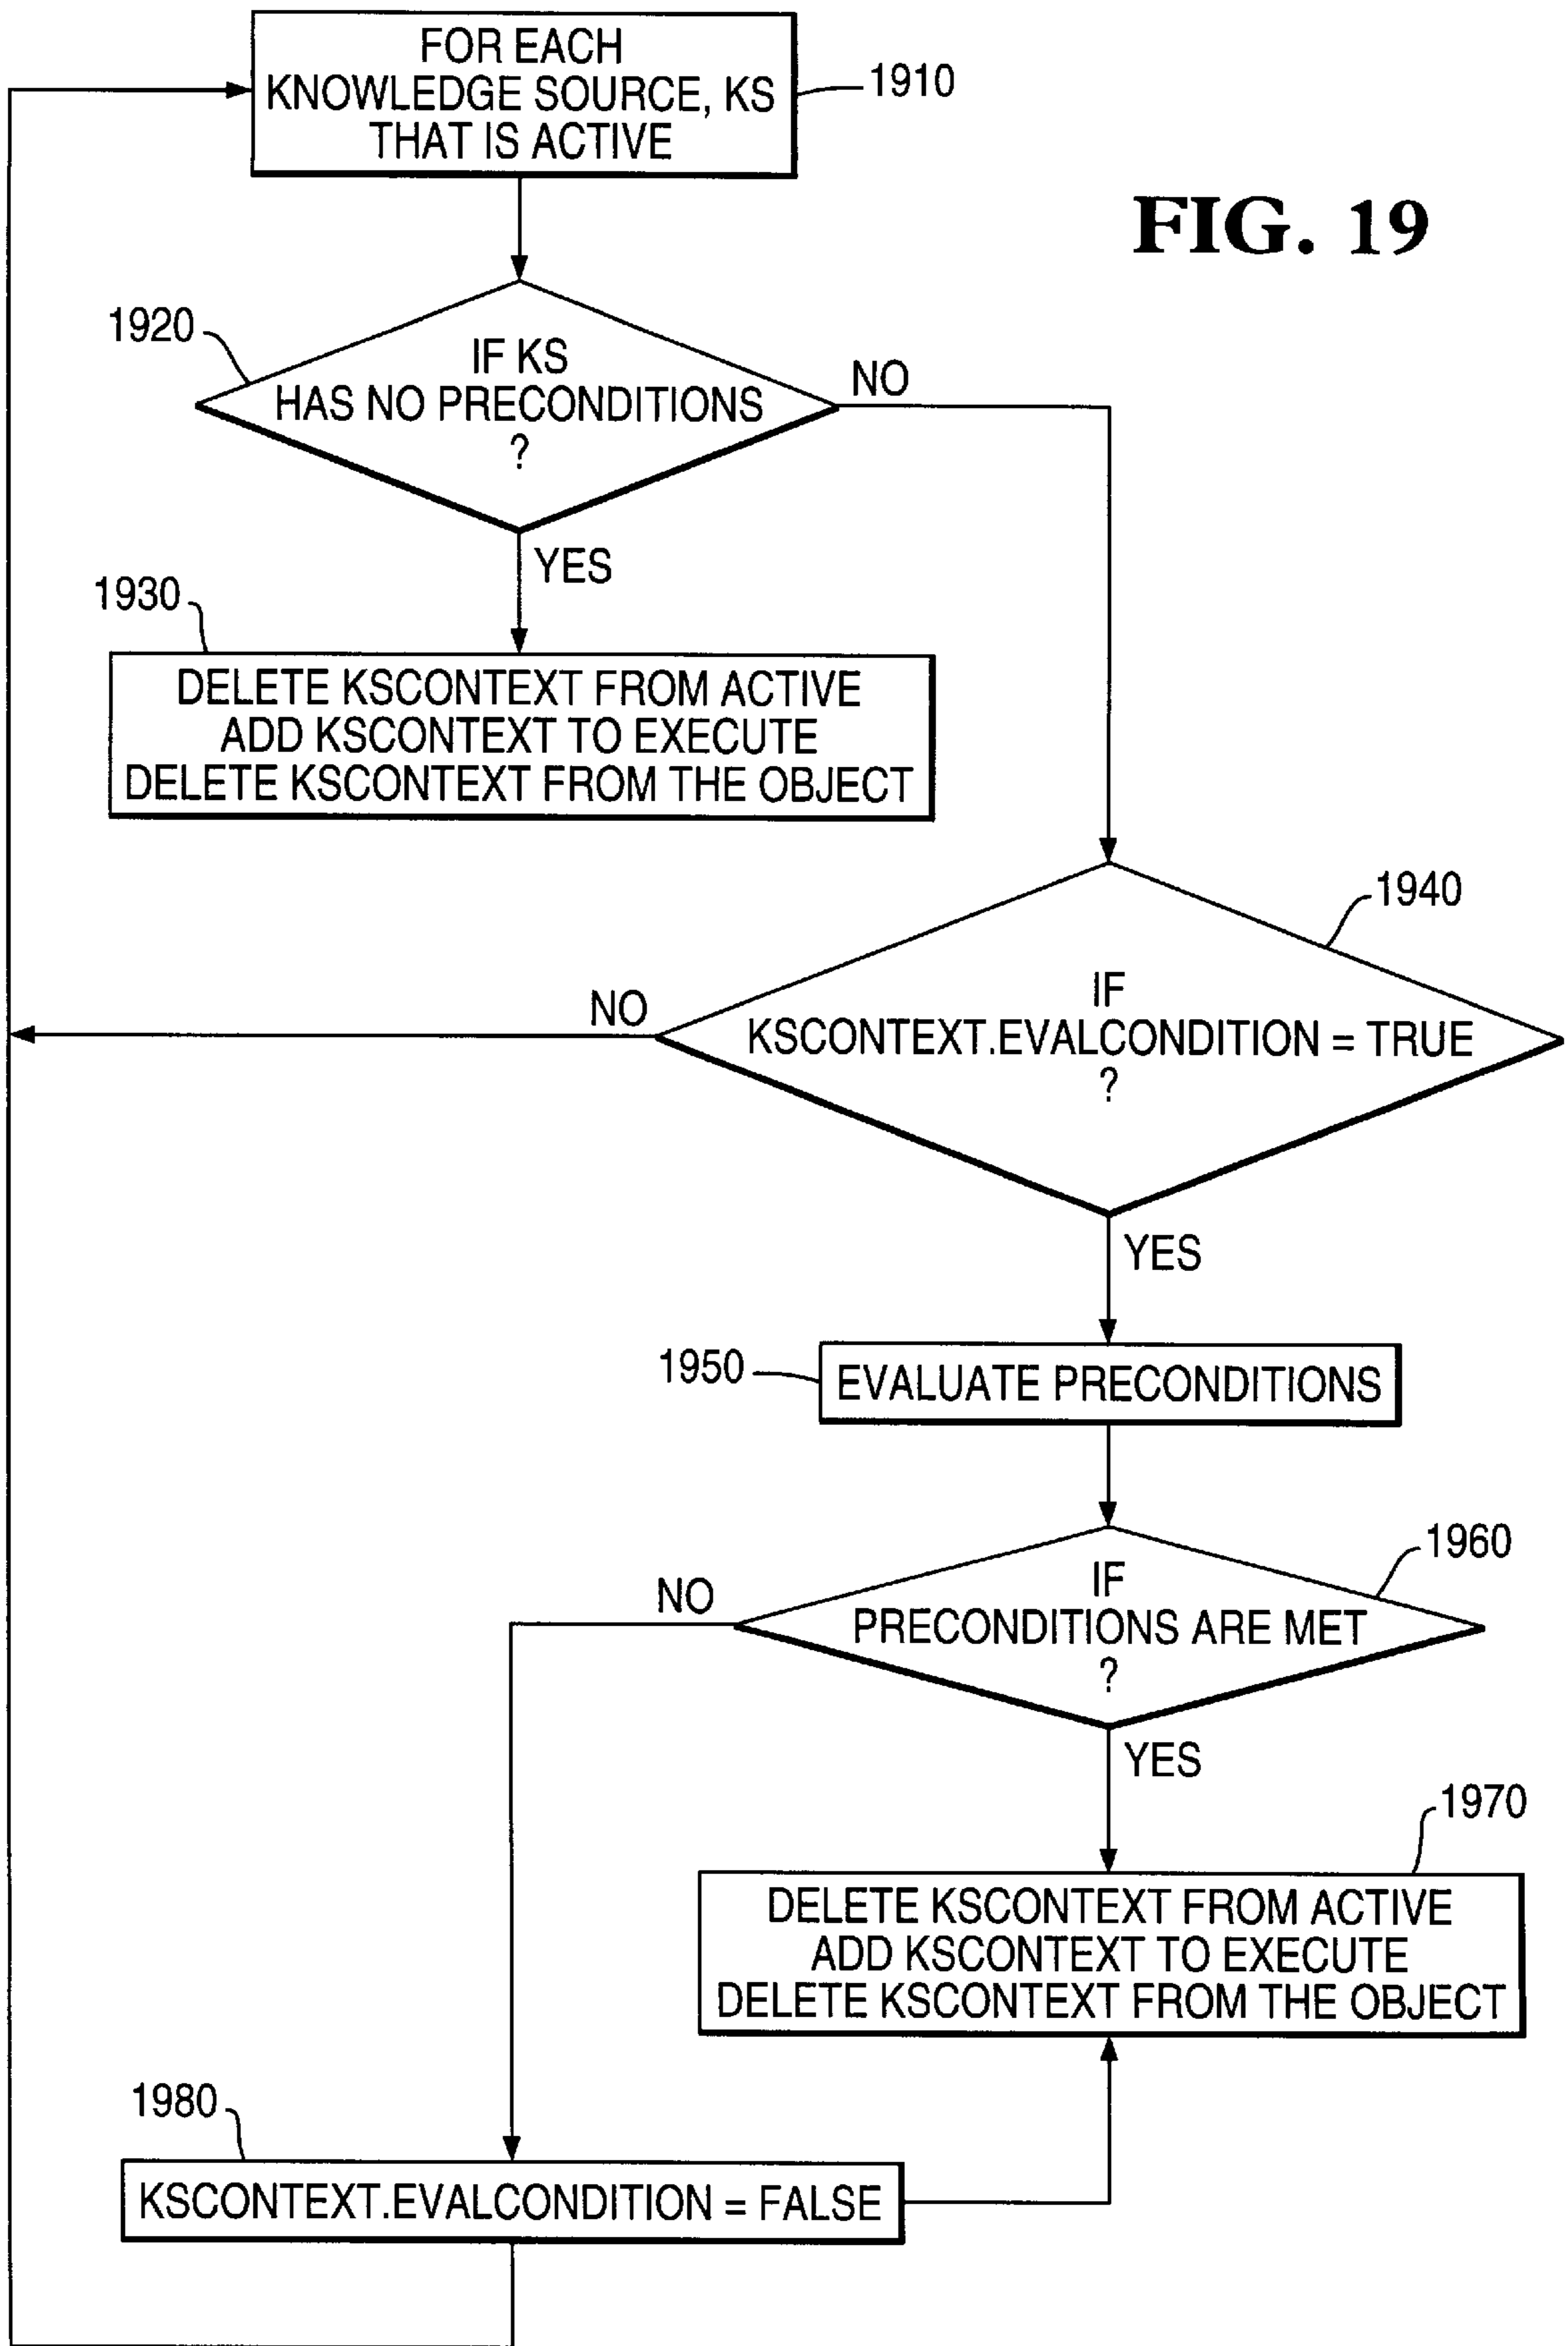 FOR EACH
KNOWLEDGE SOURCE, KS
THAT IS ACTIVE
1910
FIG. 19
1920
IF KS
HAS NO PRECONDITIONS
?
NO
YES
1930
DELETE KSCONTEXT FROM ACTIVE
ADD KSCONTEXT TO EXECUTE
DELETE KSCONTEXT FROM THE OBJECT
1940
IF
KSCONTEXT.EVALCONDITION = TRUE
?
NO
YES
1950
EVALUATE PRECONDITIONS
1960
IF
PRECONDITIONS ARE MET
?
NO
YES
1970
DELETE KSCONTEXT FROM ACTIVE
ADD KSCONTEXT TO EXECUTE
DELETE KSCONTEXT FROM THE OBJECT
1980
KSCONTEXT.EVALCONDITION = FALSE